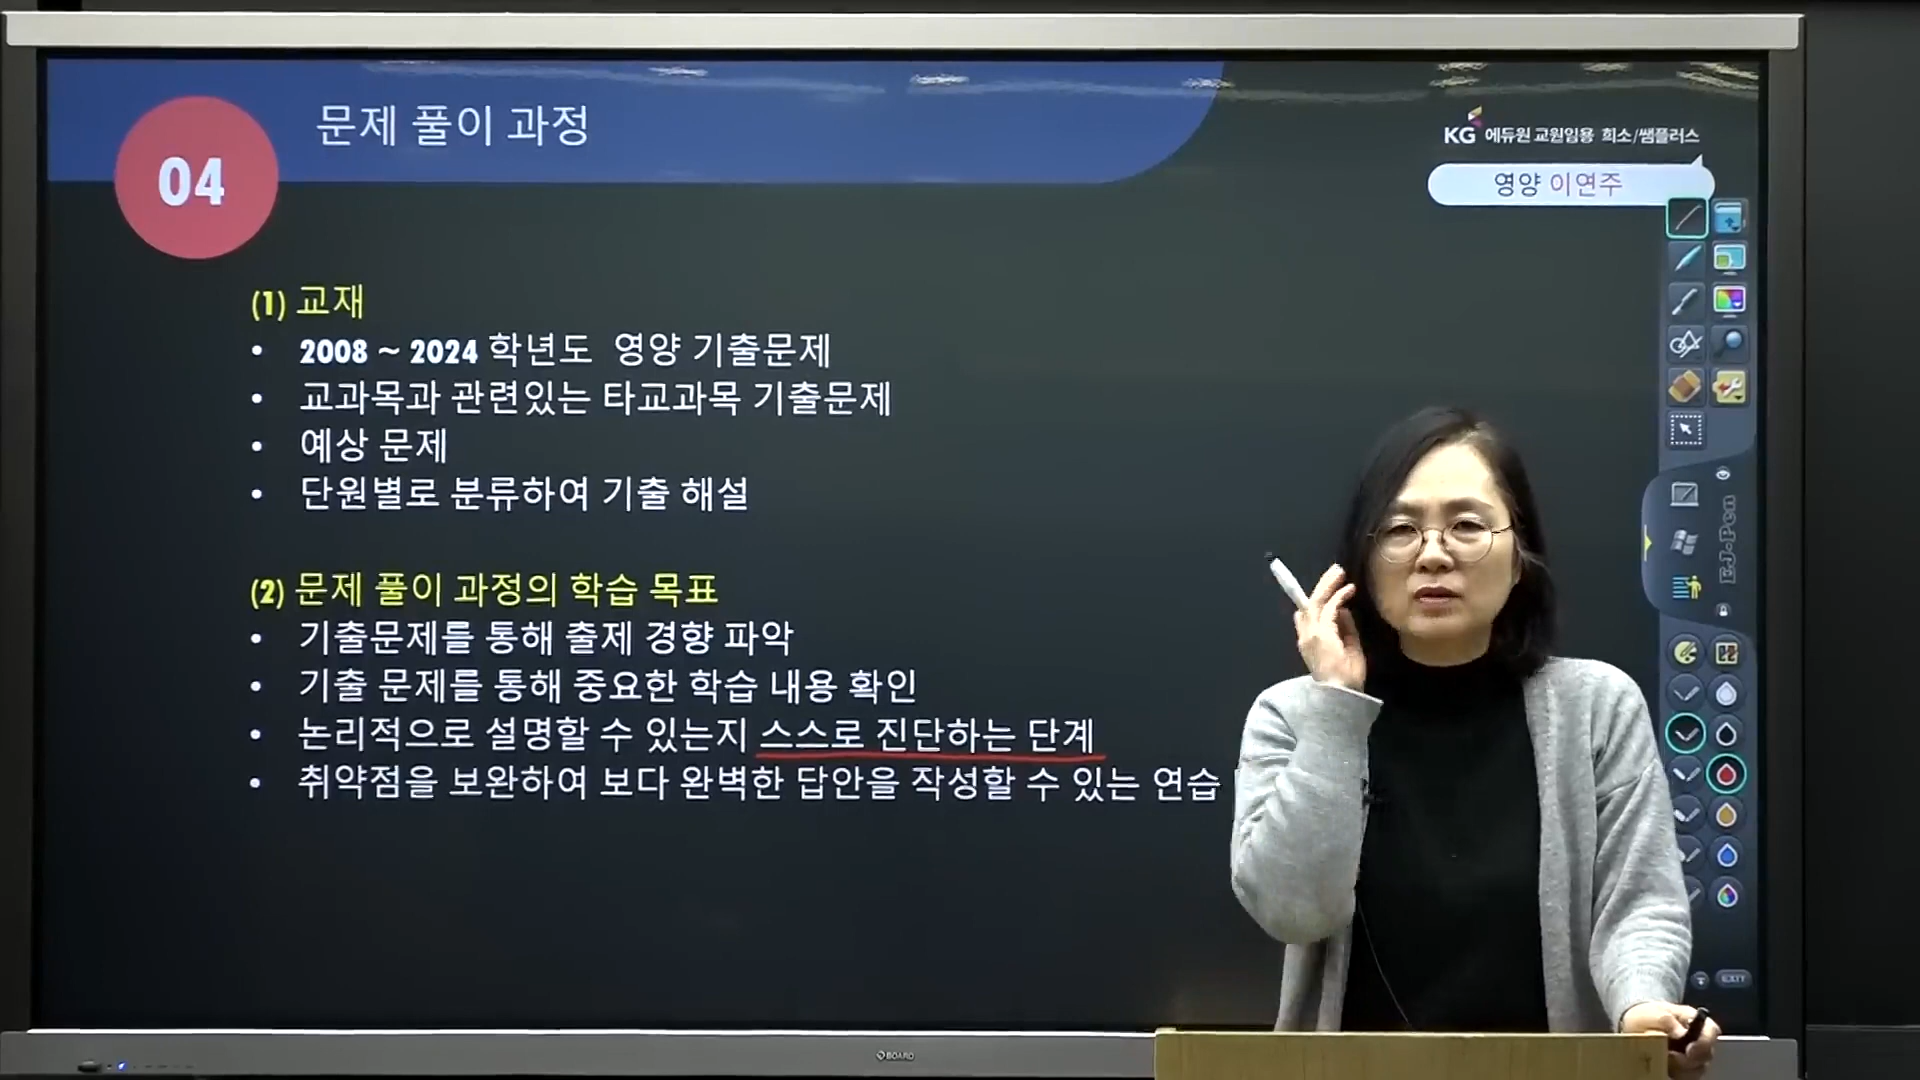 04
문제 풀이 과정
KG 에듀원 교원임용 희소/쌤플러스
영양 이연주
(1) 교재
• 2008 ~ 2024 학년도 영양 기출문제
• 교과목과 관련있는 타교과목 기출문제
• 예상 문제
• 단원별로 분류하여 기출 해설
(2) 문제 풀이 과정의 학습 목표
• 기출문제를 통해 출제 경향 파악
• 기출 문제를 통해 중요한 학습 내용 확인
• 논리적으로 설명할 수 있는지 스스로 진단하는 단계
• 취약점을 보완하여 보다 완벽한 답안을 작성할 수 있는 연습
EXIT
BOARD